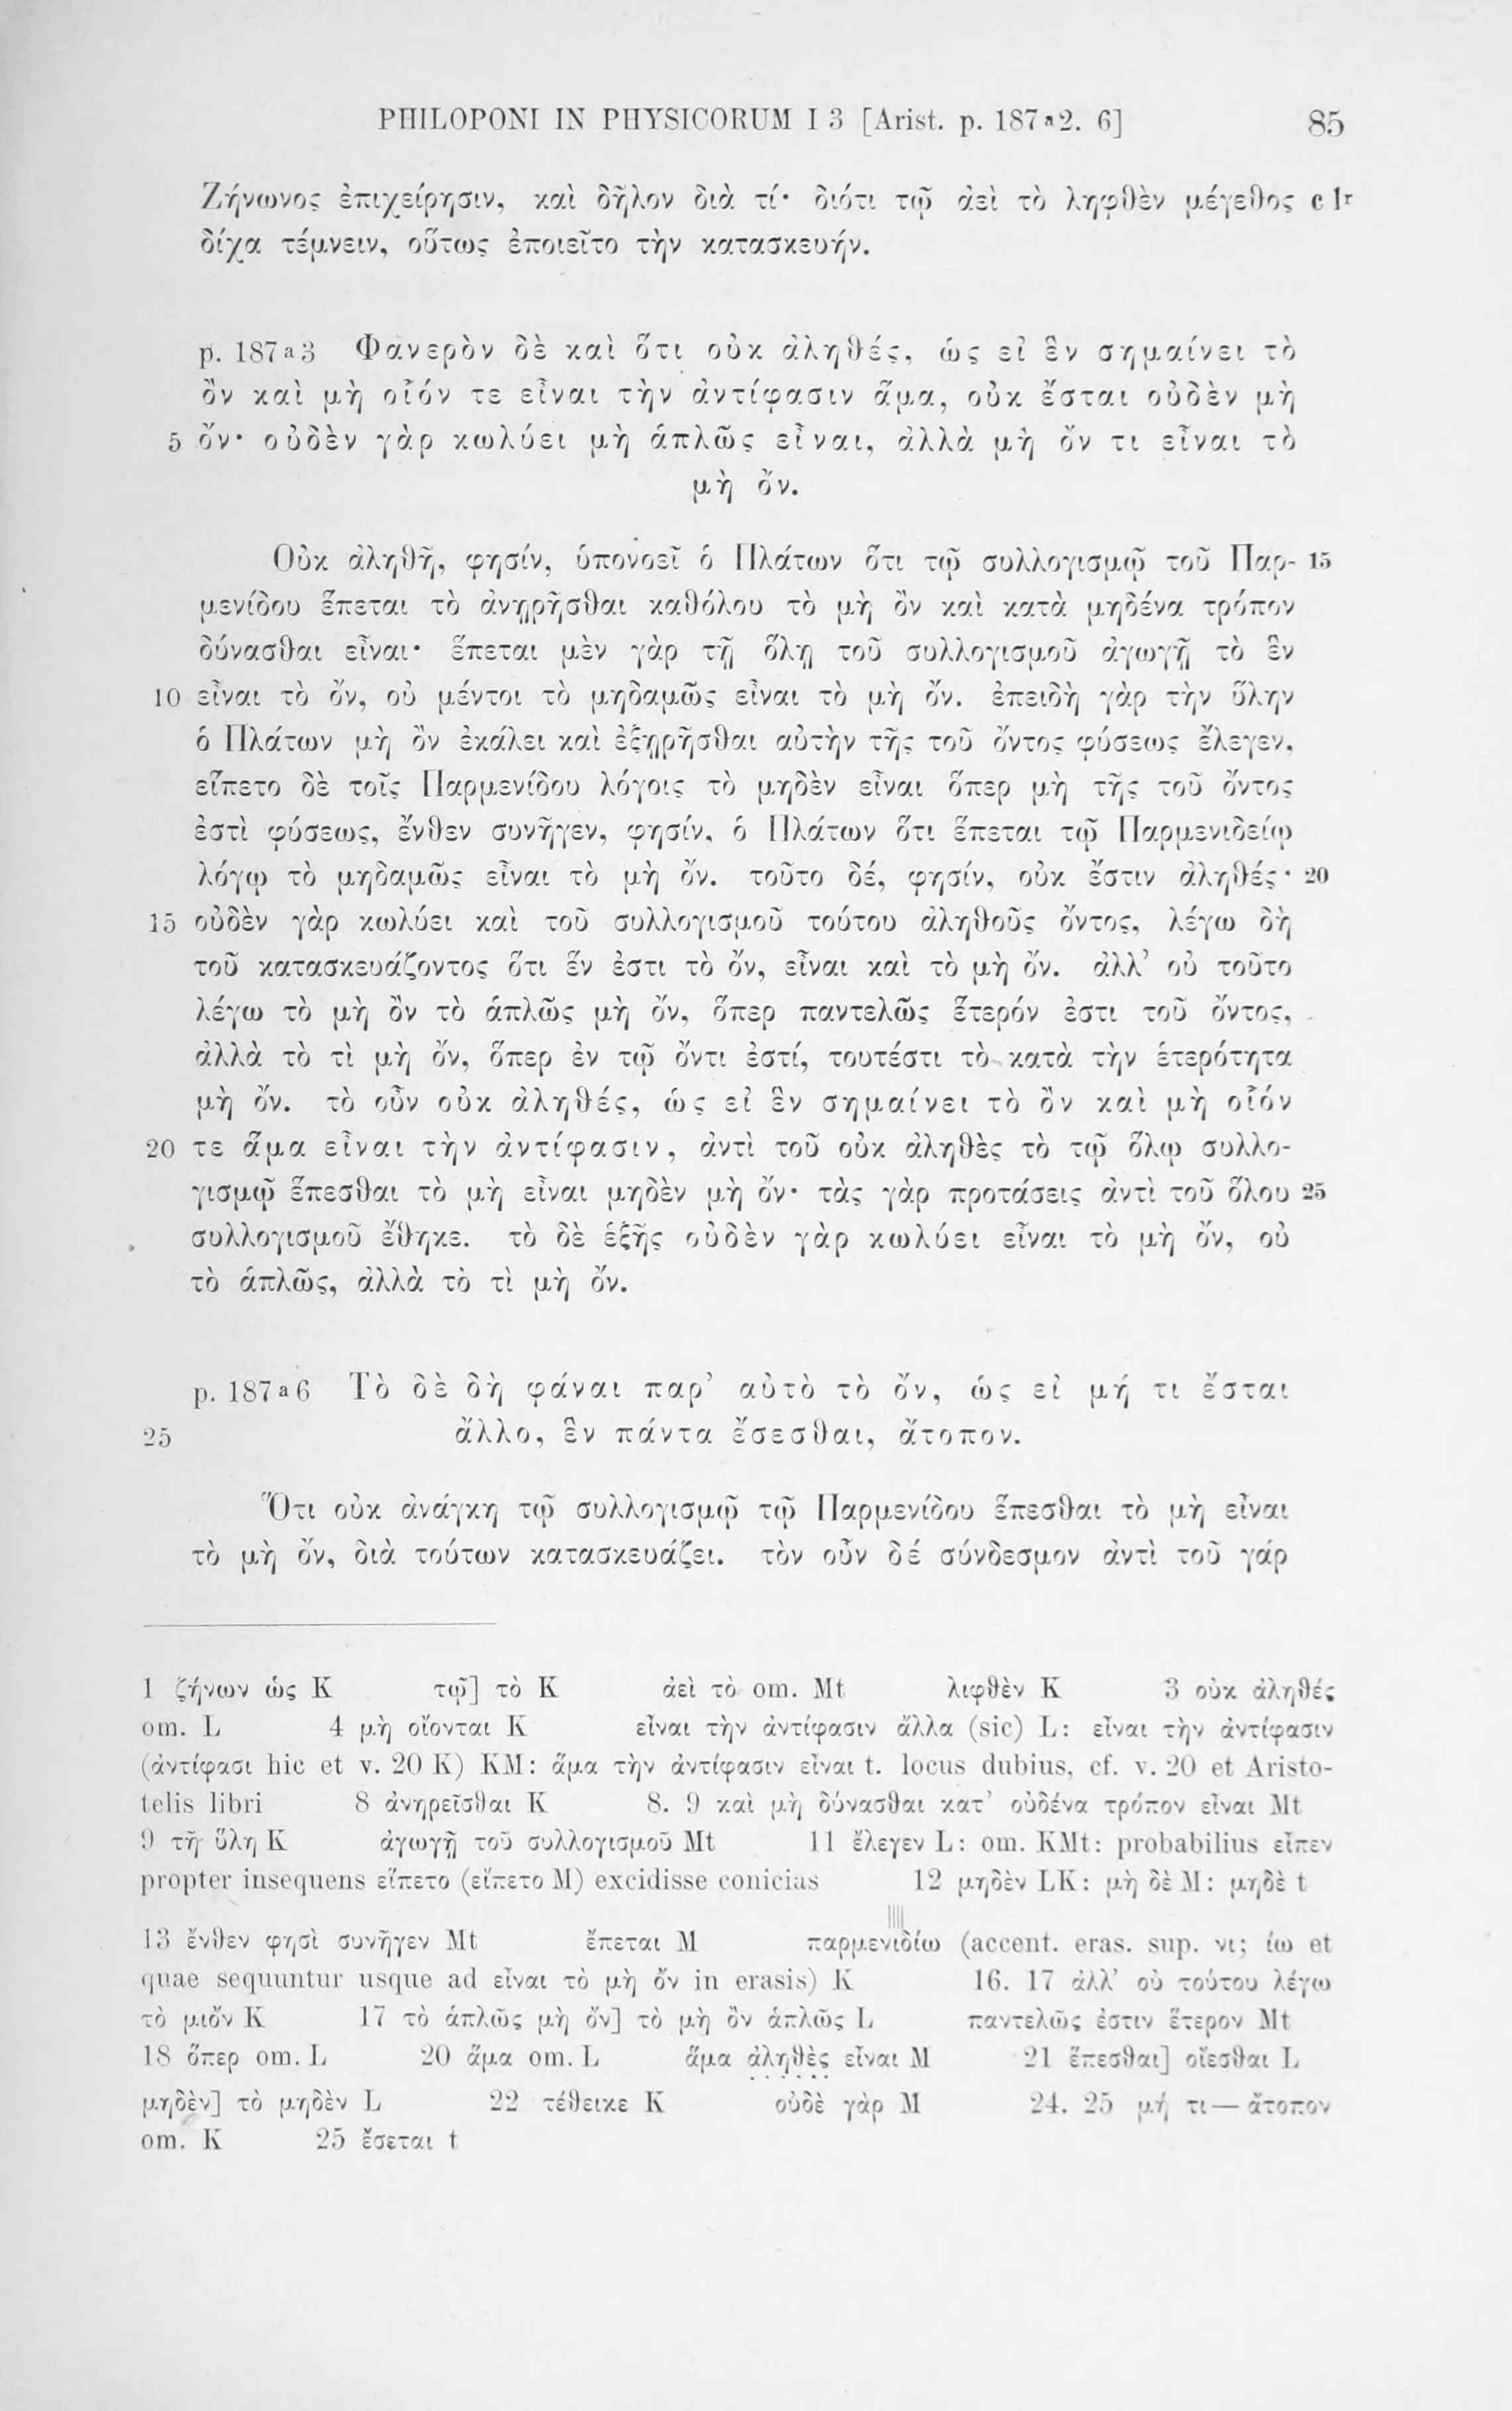 PHILOPONI IN PHYSICORUM I 3 [Arist. p. 187ᵃ2. 6] 85
Ζήνωνος ἐπιχείρησιν, καὶ δῆλον διὰ τί· διότι τῷ ἀεὶ τὸ ληφθὲν μέγεθος c 1ʳ
δίχα τέμνειν, οὕτως ἐποιεῖτο τὴν κατασκευήν.
p. 187ᵃ3 Φανερὸν δὲ καὶ ὅτι οὐκ ἀληθές, ὡς εἰ ἓν σημαίνει τὸ
ὂν καὶ μὴ οἷόν τε εἶναι τὴν ἀντίφασιν ἅμα, οὐκ ἔσται οὐδὲν μὴ
5 ὄν· οὐδὲν γὰρ κωλύει μὴ ἁπλῶς εἶναι, ἀλλὰ μὴ ὄν τι εἶναι τὸ
μὴ ὄν.
Οὐκ ἀληθῆ, φησίν, ὑπονοεῖ ὁ Πλάτων ὅτι τῷ συλλογισμῷ τοῦ Παρ- 15
μενίδου ἕπεται τὸ ἀνῃρῆσθαι καθόλου τὸ μὴ ὂν καὶ κατὰ μηδένα τρόπον
δύνασθαι εἶναι· ἕπεται μὲν γὰρ τῇ ὅλῃ τοῦ συλλογισμοῦ ἀγωγῇ τὸ ἓν
10 εἶναι τὸ ὄν, οὐ μέντοι τὸ μηδαμῶς εἶναι τὸ μὴ ὄν. ἐπειδὴ γὰρ τὴν ὕλην
ὁ Πλάτων μὴ ὂν ἐκάλει καὶ ἐξῃρῆσθαι αὐτὴν τῆς τοῦ ὄντος φύσεως ἔλεγεν,
εἵπετο δὲ τοῖς Παρμενίδου λόγοις τὸ μηδὲν εἶναι ὅπερ μὴ τῆς τοῦ ὄντος
ἐστὶ φύσεως, ἔνθεν συνῆγεν, φησίν, ὁ Πλάτων ὅτι ἕπεται τῷ Παρμενιδείῳ
λόγῳ τὸ μηδαμῶς εἶναι τὸ μὴ ὄν. τοῦτο δέ, φησίν, οὐκ ἔστιν ἀληθές· 20
15 οὐδὲν γὰρ κωλύει καὶ τοῦ συλλογισμοῦ τούτου ἀληθοῦς ὄντος, λέγω δὴ
τοῦ κατασκευάζοντος ὅτι ἕν ἐστι τὸ ὄν, εἶναι καὶ τὸ μὴ ὄν. ἀλλ’ οὐ τοῦτο
λέγω τὸ μὴ ὂν τὸ ἁπλῶς μὴ ὄν, ὅπερ παντελῶς ἕτερόν ἐστι τοῦ ὄντος,
ἀλλὰ τὸ τὶ μὴ ὄν, ὅπερ ἐν τῷ ὄντι ἐστί, τουτέστι τὸ κατὰ τὴν ἑτερότητα
μὴ ὄν. τὸ οὖν οὐκ ἀληθές, ὡς εἰ ἓν σημαίνει τὸ ὂν καὶ μὴ οἷόν
20 τε ἅμα εἶναι τὴν ἀντίφασιν, ἀντὶ τοῦ οὐκ ἀληθὲς τὸ τῷ ὅλῳ συλλο-
γισμῷ ἕπεσθαι τὸ μὴ εἶναι μηδὲν μὴ ὄν· τὰς γὰρ προτάσεις ἀντὶ τοῦ ὅλου 25
συλλογισμοῦ ἔθηκε. τὸ δὲ ἑξῆς οὐδὲν γὰρ κωλύει εἶναι τὸ μὴ ὄν, οὐ
τὸ ἁπλῶς, ἀλλὰ τὸ τὶ μὴ ὄν.
p. 187ᵃ6 Τὸ δὲ δὴ φάναι παρ’ αὐτὸ τὸ ὄν, ὡς εἰ μή τι ἔσται
25 ἄλλο, ἓν πάντα ἔσεσθαι, ἄτοπον.
Ὅτι οὐκ ἀνάγκη τῷ συλλογισμῷ τῷ Παρμενίδου ἕπεσθαι τὸ μὴ εἶναι
τὸ μὴ ὄν, διὰ τούτων κατασκευάζει. τὸν οὖν δέ σύνδεσμον ἀντὶ τοῦ γάρ
1 ζήνων ὡς K τῷ] τὸ K ἀεὶ τὸ om. Mt λιφθὲν K 3 οὐκ ἀληθές
om. L 4 μὴ οἴονται K εἶναι τὴν ἀντίφασιν ἄλλα (sic) L: εἶναι τὴν ἀντίφασιν
(ἀντίφασι hic et v. 20 K) KM: ἅμα τὴν ἀντίφασιν εἶναι t. locus dubius, cf. v. 20 et Aristo-
telis libri 8 ἀνηρεῖσθαι K 8. 9 καὶ μὴ δύνασθαι κατ’ οὐδένα τρόπον εἶναι Mt
9 τῆ ὕλη K ἀγωγῇ τοῦ συλλογισμοῦ Mt 11 ἔλεγεν L: om. KMt: probabilius εἶπεν
propter insequens εἵπετο (εἴπετο M) excidisse conicias 12 μηδὲν LK: μὴ δὲ M: μηδὲ t
13 ἔνθεν φησὶ συνῆγεν Mt ἔπεται M παρμενιδίω (accent. eras. sup. νι; ίω et
quae sequuntur usque ad εἶναι τὸ μὴ ὄν in erasis) K 16. 17 ἀλλ’ οὐ τούτου λέγω
τὸ μιὄν K 17 τὸ ἁπλῶς μὴ ὄν] τὸ μὴ ὂν ἁπλῶς L παντελῶς ἐστιν ἕτερον Mt
18 ὅπερ om. L 20 ἅμα om. L ἅμα ἀληθὲς εἶναι M 21 ἕπεσθαι] οἴεσθαι L
μηδὲν] τὸ μηδὲν L 22 τέθεικε K οὐδὲ γὰρ M 24. 25 μή τι — ἄτοπον
om. K 25 ἔσεται t